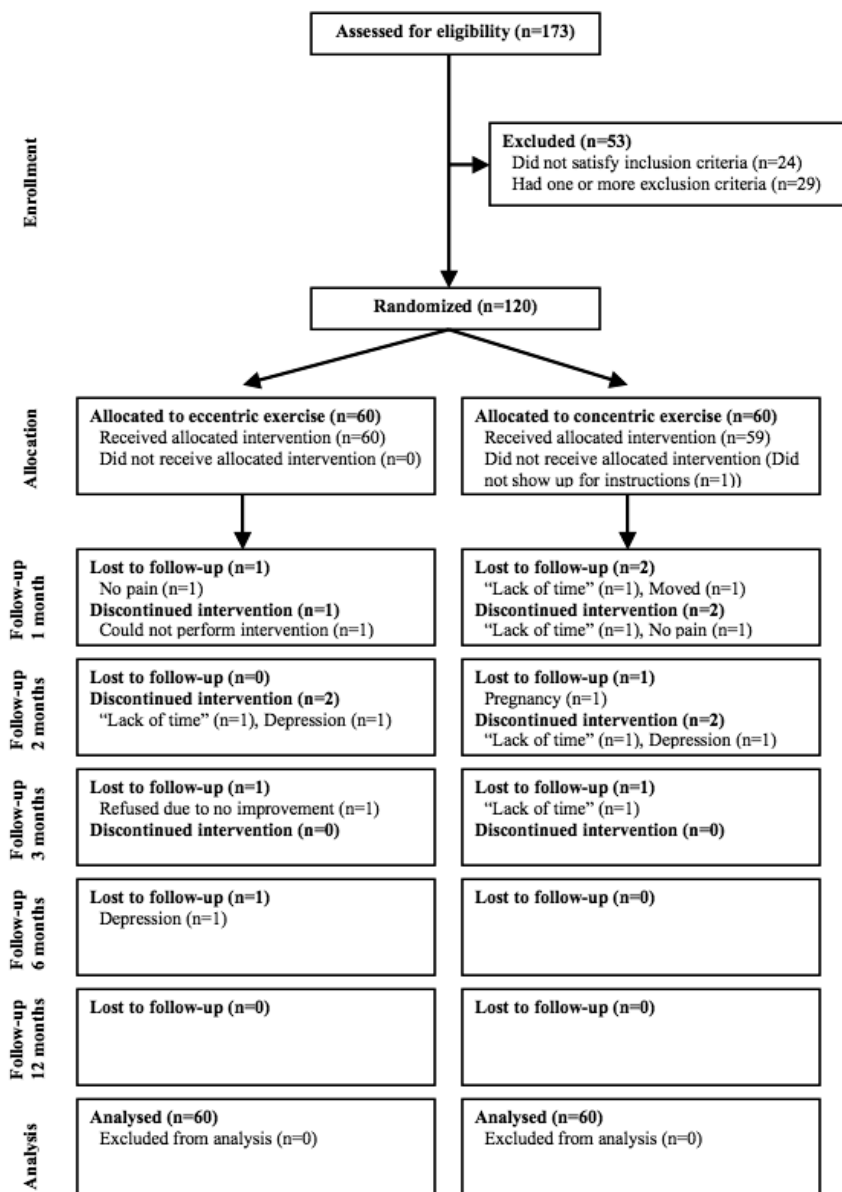 Assessed for eligibility (n=173)
Enrollment
Excluded (n=53)
Did not satisfy inclusion criteria (n=24)
Had one or more exclusion criteria (n=29)
Randomized (n=120)
Allocation
Allocated to eccentric exercise (n=60)
Received allocated intervention (n=60)
Did not receive allocated intervention (n=0)
Allocated to concentric exercise (n=60)
Received allocated intervention (n=59)
Did not receive allocated intervention (Did
not show up for instructions (n=1))
Follow-up
1 month
Lost to follow-up (n=1)
No pain (n=1)
Discontinued intervention (n=1)
Could not perform intervention (n=1)
Lost to follow-up (n=2)
“Lack of time” (n=1), Moved (n=1)
Discontinued intervention (n=2)
“Lack of time” (n=1), No pain (n=1)
Follow-up
2 months
Lost to follow-up (n=0)
Discontinued intervention (n=2)
“Lack of time” (n=1), Depression (n=1)
Lost to follow-up (n=1)
Pregnancy (n=1)
Discontinued intervention (n=2)
“Lack of time” (n=1), Depression (n=1)
Follow-up
3 months
Lost to follow-up (n=1)
Refused due to no improvement (n=1)
Discontinued intervention (n=0)
Lost to follow-up (n=1)
“Lack of time” (n=1)
Discontinued intervention (n=0)
Follow-up
6 months
Lost to follow-up (n=1)
Depression (n=1)
Lost to follow-up (n=0)
Follow-up
12 months
Lost to follow-up (n=0)
Lost to follow-up (n=0)
Analysis
Analysed (n=60)
Excluded from analysis (n=0)
Analysed (n=60)
Excluded from analysis (n=0)